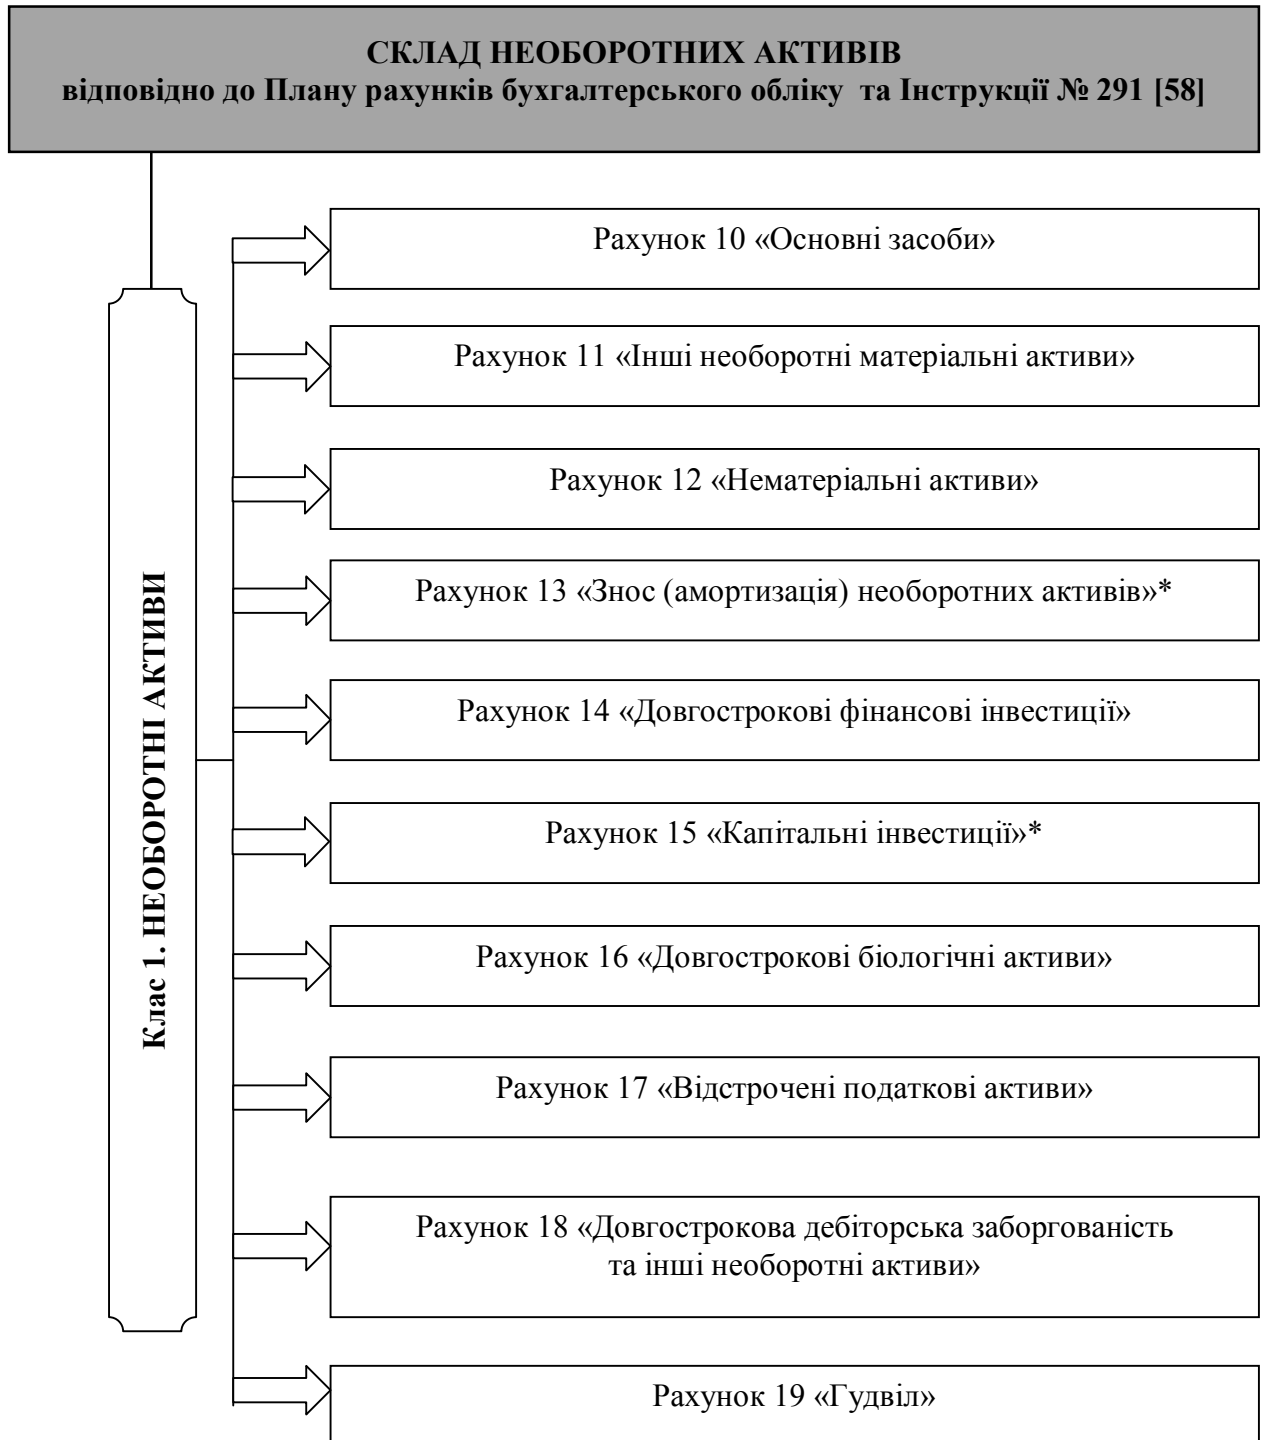 СКЛАД НЕОБОРОТНИХ АКТИВІВ
відповідно до Плану рахунків бухгалтерського обліку та Інструкції № 291 [58]
Клас 1. НЕОБОРОТНІ АКТИВИ
Рахунок 10 «Основні засоби»
Рахунок 11 «Інші необоротні матеріальні активи»
Рахунок 12 «Нематеріальні активи»
Рахунок 13 «Знос (амортизація) необоротних активів»*
Рахунок 14 «Довгострокові фінансові інвестиції»
Рахунок 15 «Капітальні інвестиції»*
Рахунок 16 «Довгострокові біологічні активи»
Рахунок 17 «Відстрочені податкові активи»
Рахунок 18 «Довгострокова дебіторська заборгованість
та інші необоротні активи»
Рахунок 19 «Гудвіл»